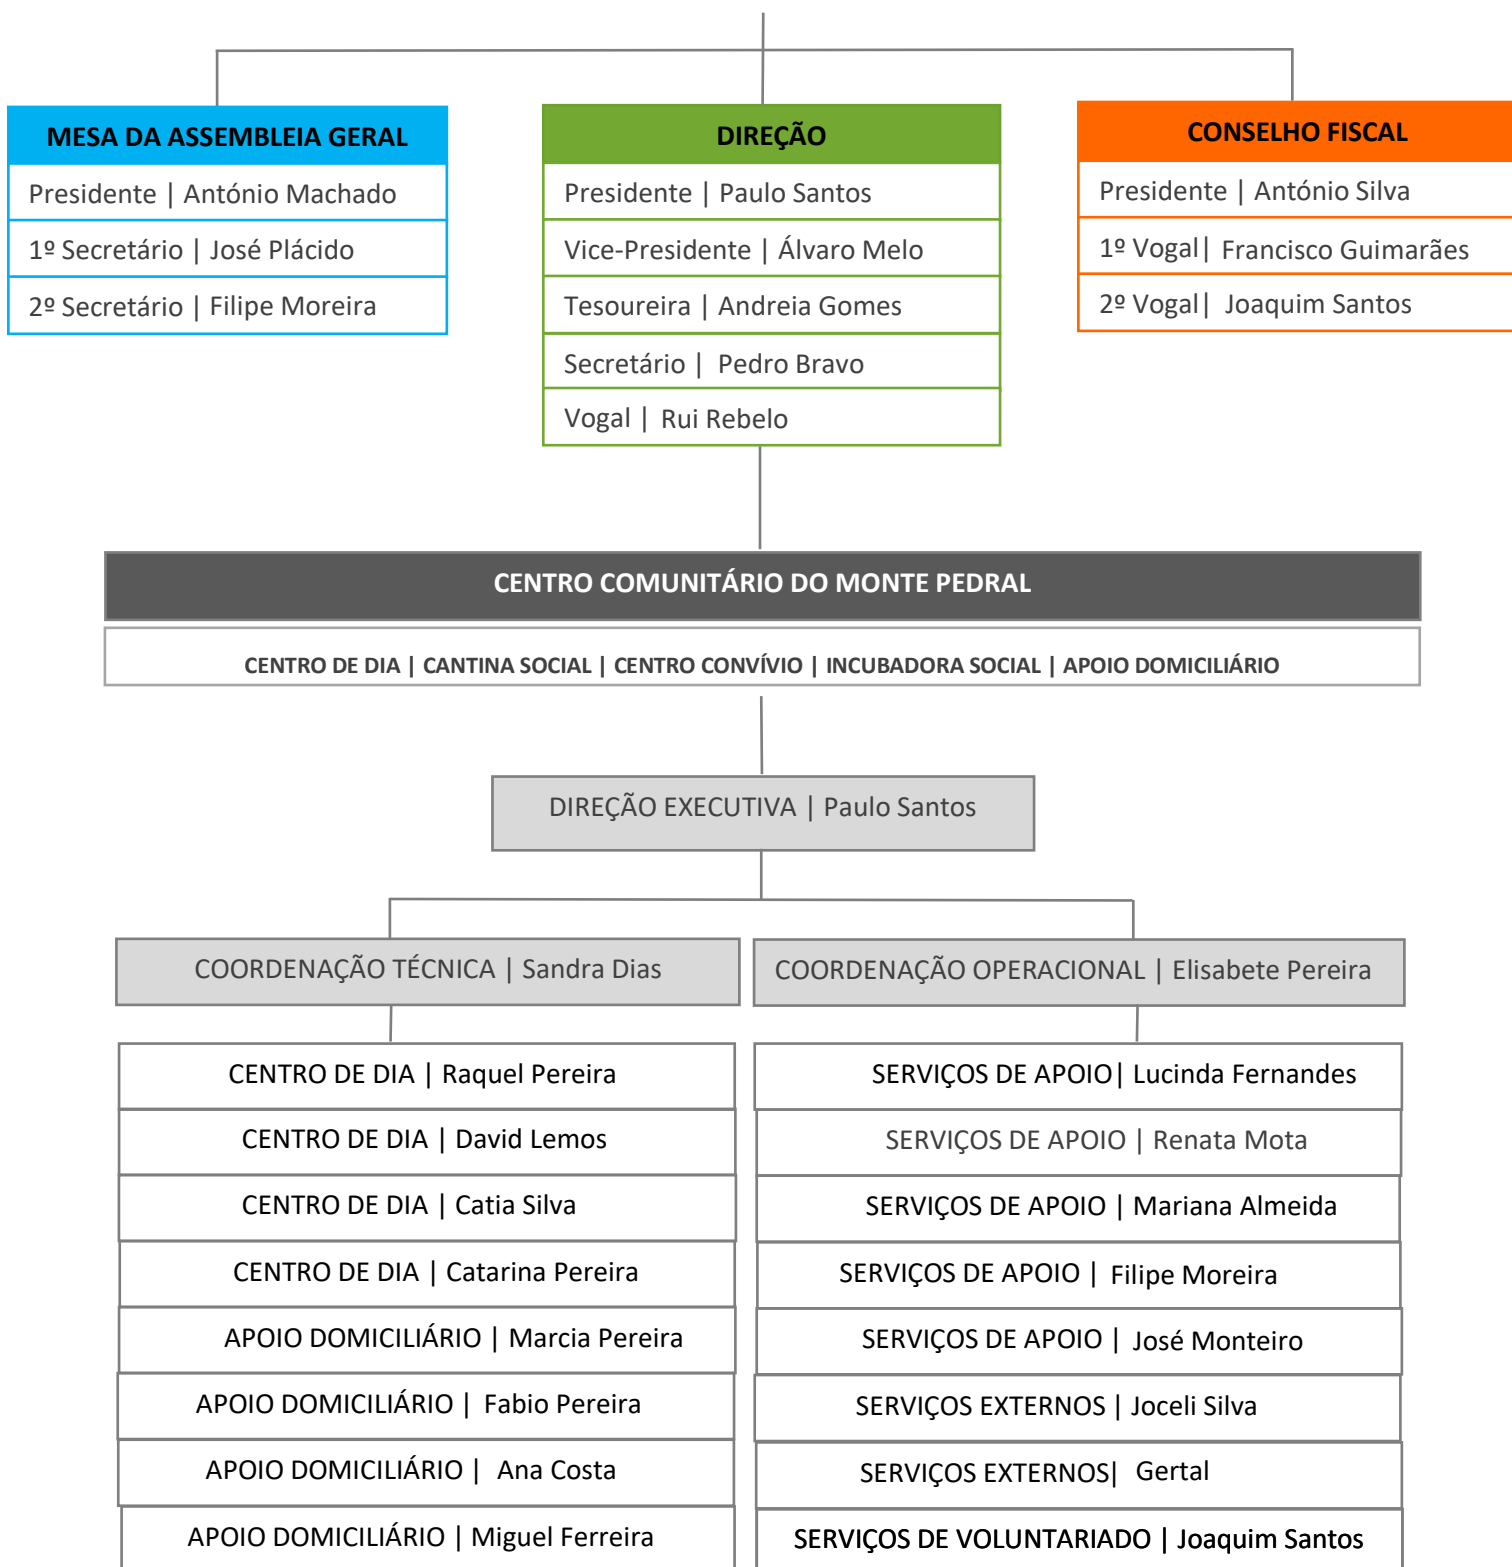 MESA DA ASSEMBLEIA GERAL
Presidente | António Machado
1º Secretário | José Plácido
2º Secretário | Filipe Moreira
DIREÇÃO
Presidente | Paulo Santos
Vice-Presidente | Álvaro Melo
Tesoureira | Andreia Gomes
Secretário | Pedro Bravo
Vogal | Rui Rebelo
CONSELHO FISCAL
Presidente | António Silva
1º Vogal| Francisco Guimarães
2º Vogal| Joaquim Santos
CENTRO COMUNITÁRIO DO MONTE PEDRAL
CENTRO DE DIA | CANTINA SOCIAL | CENTRO CONVÍVIO | INCUBADORA SOCIAL | APOIO DOMICILIÁRIO
DIREÇÃO EXECUTIVA | Paulo Santos
COORDENAÇÃO TÉCNICA | Sandra Dias
CENTRO DE DIA | Raquel Pereira
CENTRO DE DIA | David Lemos
CENTRO DE DIA | Catia Silva
CENTRO DE DIA | Catarina Pereira
APOIO DOMICILIÁRIO | Marcia Pereira
APOIO DOMICILIÁRIO | Fabio Pereira
APOIO DOMICILIÁRIO | Ana Costa
APOIO DOMICILIÁRIO | Miguel Ferreira
COORDENAÇÃO OPERACIONAL | Elisabete Pereira
SERVIÇOS DE APOIO| Lucinda Fernandes
SERVIÇOS DE APOIO | Renata Mota
SERVIÇOS DE APOIO | Mariana Almeida
SERVIÇOS DE APOIO | Filipe Moreira
SERVIÇOS DE APOIO | José Monteiro
SERVIÇOS EXTERNOS | Joceli Silva
SERVIÇOS EXTERNOS| Gertal
SERVIÇOS DE VOLUNTARIADO | Joaquim Santos